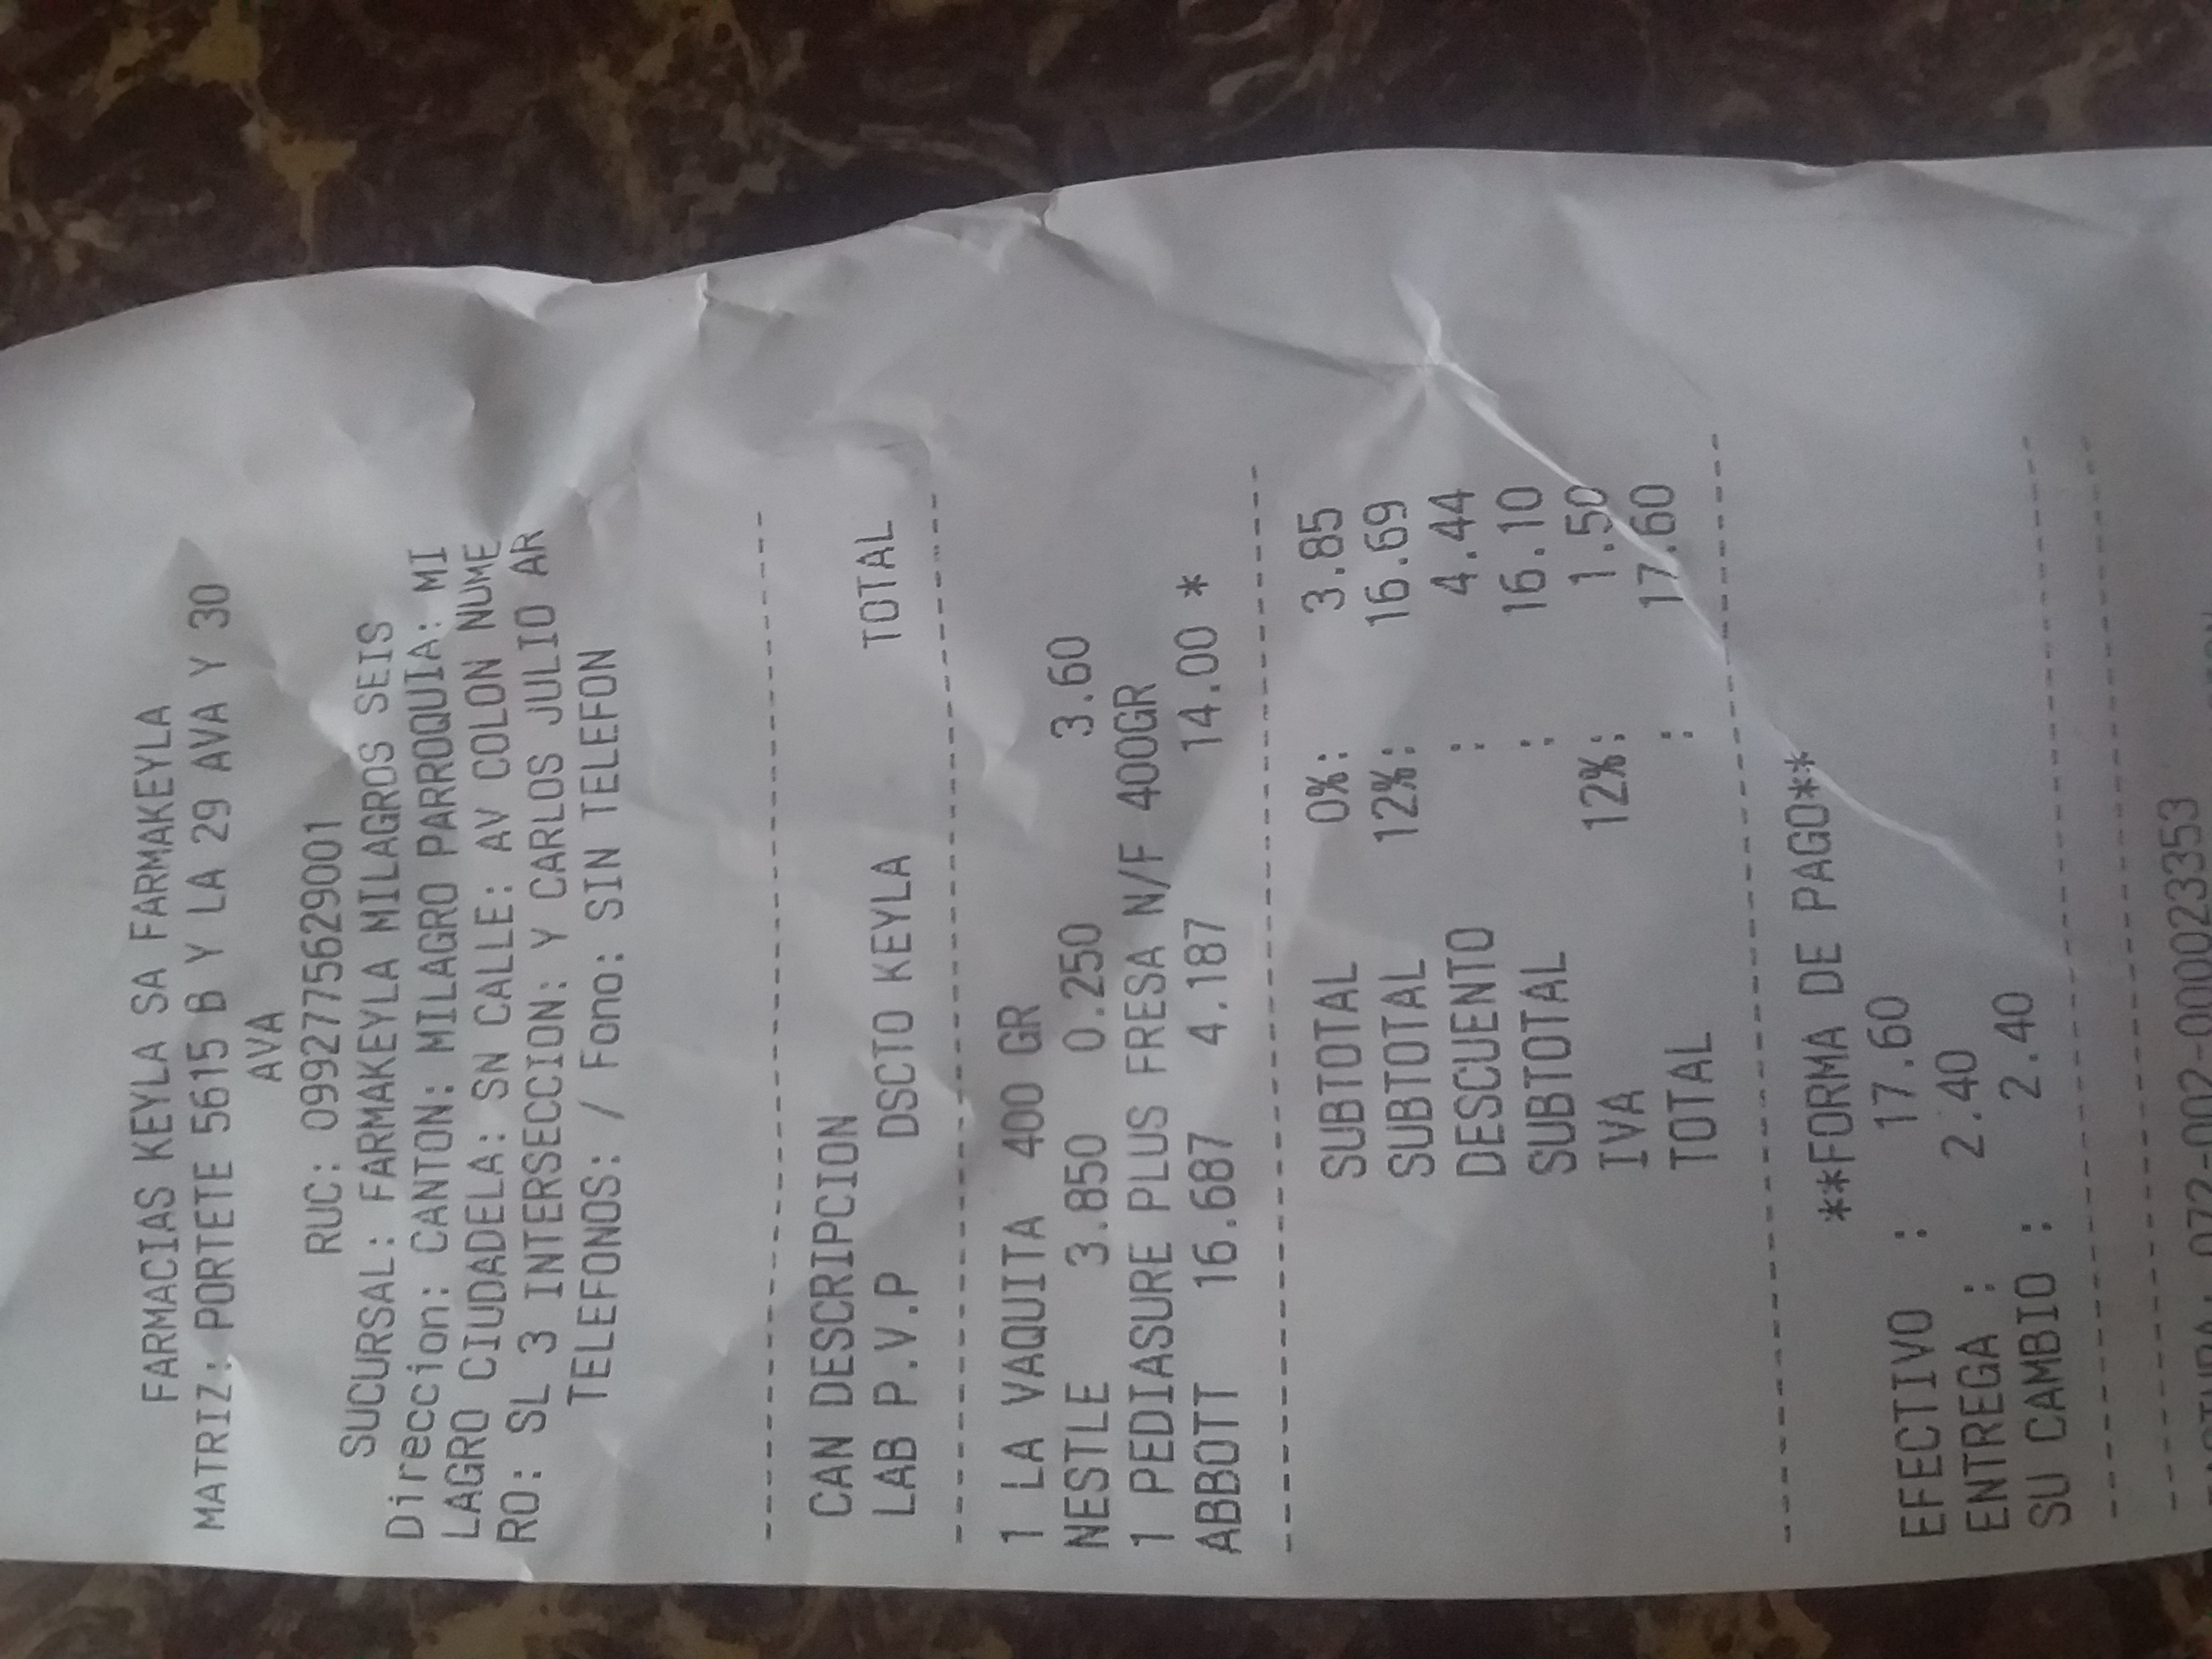 FARMACIAS KEYLA SA FARMAKEYLA
MATRIZ: PORTETE 5615 B Y LA 29 AVA Y 30
AVA
RUC: 0992775629001
SUCURSAL: FARMAKEYLA MILAGROS SEIS
Direccion: CANTON: MILAGRO PARROQUIA: MI
LAGRO CIUDADELA: SN CALLE: AV COLON NUME
RO: SL 3 INTERSECCION: Y CARLOS JULIO AR
TELEFONOS: / Fono: SIN TELEFON
CAN DESCRIPCION
LAB P.V.P DSCTO KEYLA TOTAL
1 LA VAQUITA 400 GR
NESTLE 3.850 0.250 3.60
1 PEDIASURE PLUS FRESA N/F 400GR
ABBOTT 16.687 4.187 14.00 *
SUBTOTAL 0%: 3.85
SUBTOTAL 12%: 16.69
DESCUENTO : 4.44
SUBTOTAL : 16.10
IVA 12%: 1.50
TOTAL : 17.60
**FORMA DE PAGO**
EFECTIVO : 17.60
ENTREGA : 2.40
SU CAMBIO : 2.40
FACTURA: 072-002-000023353